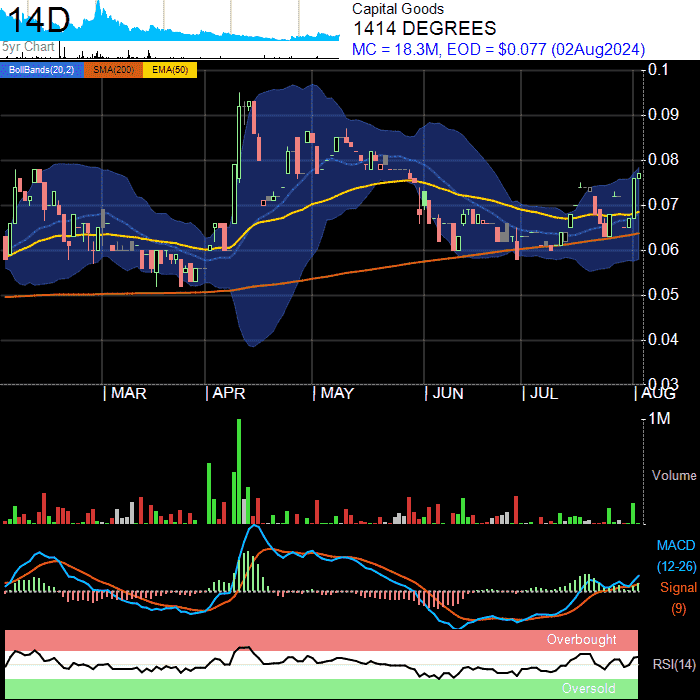 14D
5yr Chart
Capital Goods
1414 DEGREES
MC = 18.3M, EOD = $0.077 (02Aug2024)
BollBands(20,2) SMA(200) EMA(50)
0.1
0.09
0.08
0.07
0.06
0.05
0.04
0.03
MAR APR MAY JUN JUL AUG
1M
Volume
MACD
(12-26)
Signal
(9)
Overbought
RSI(14)
Oversold